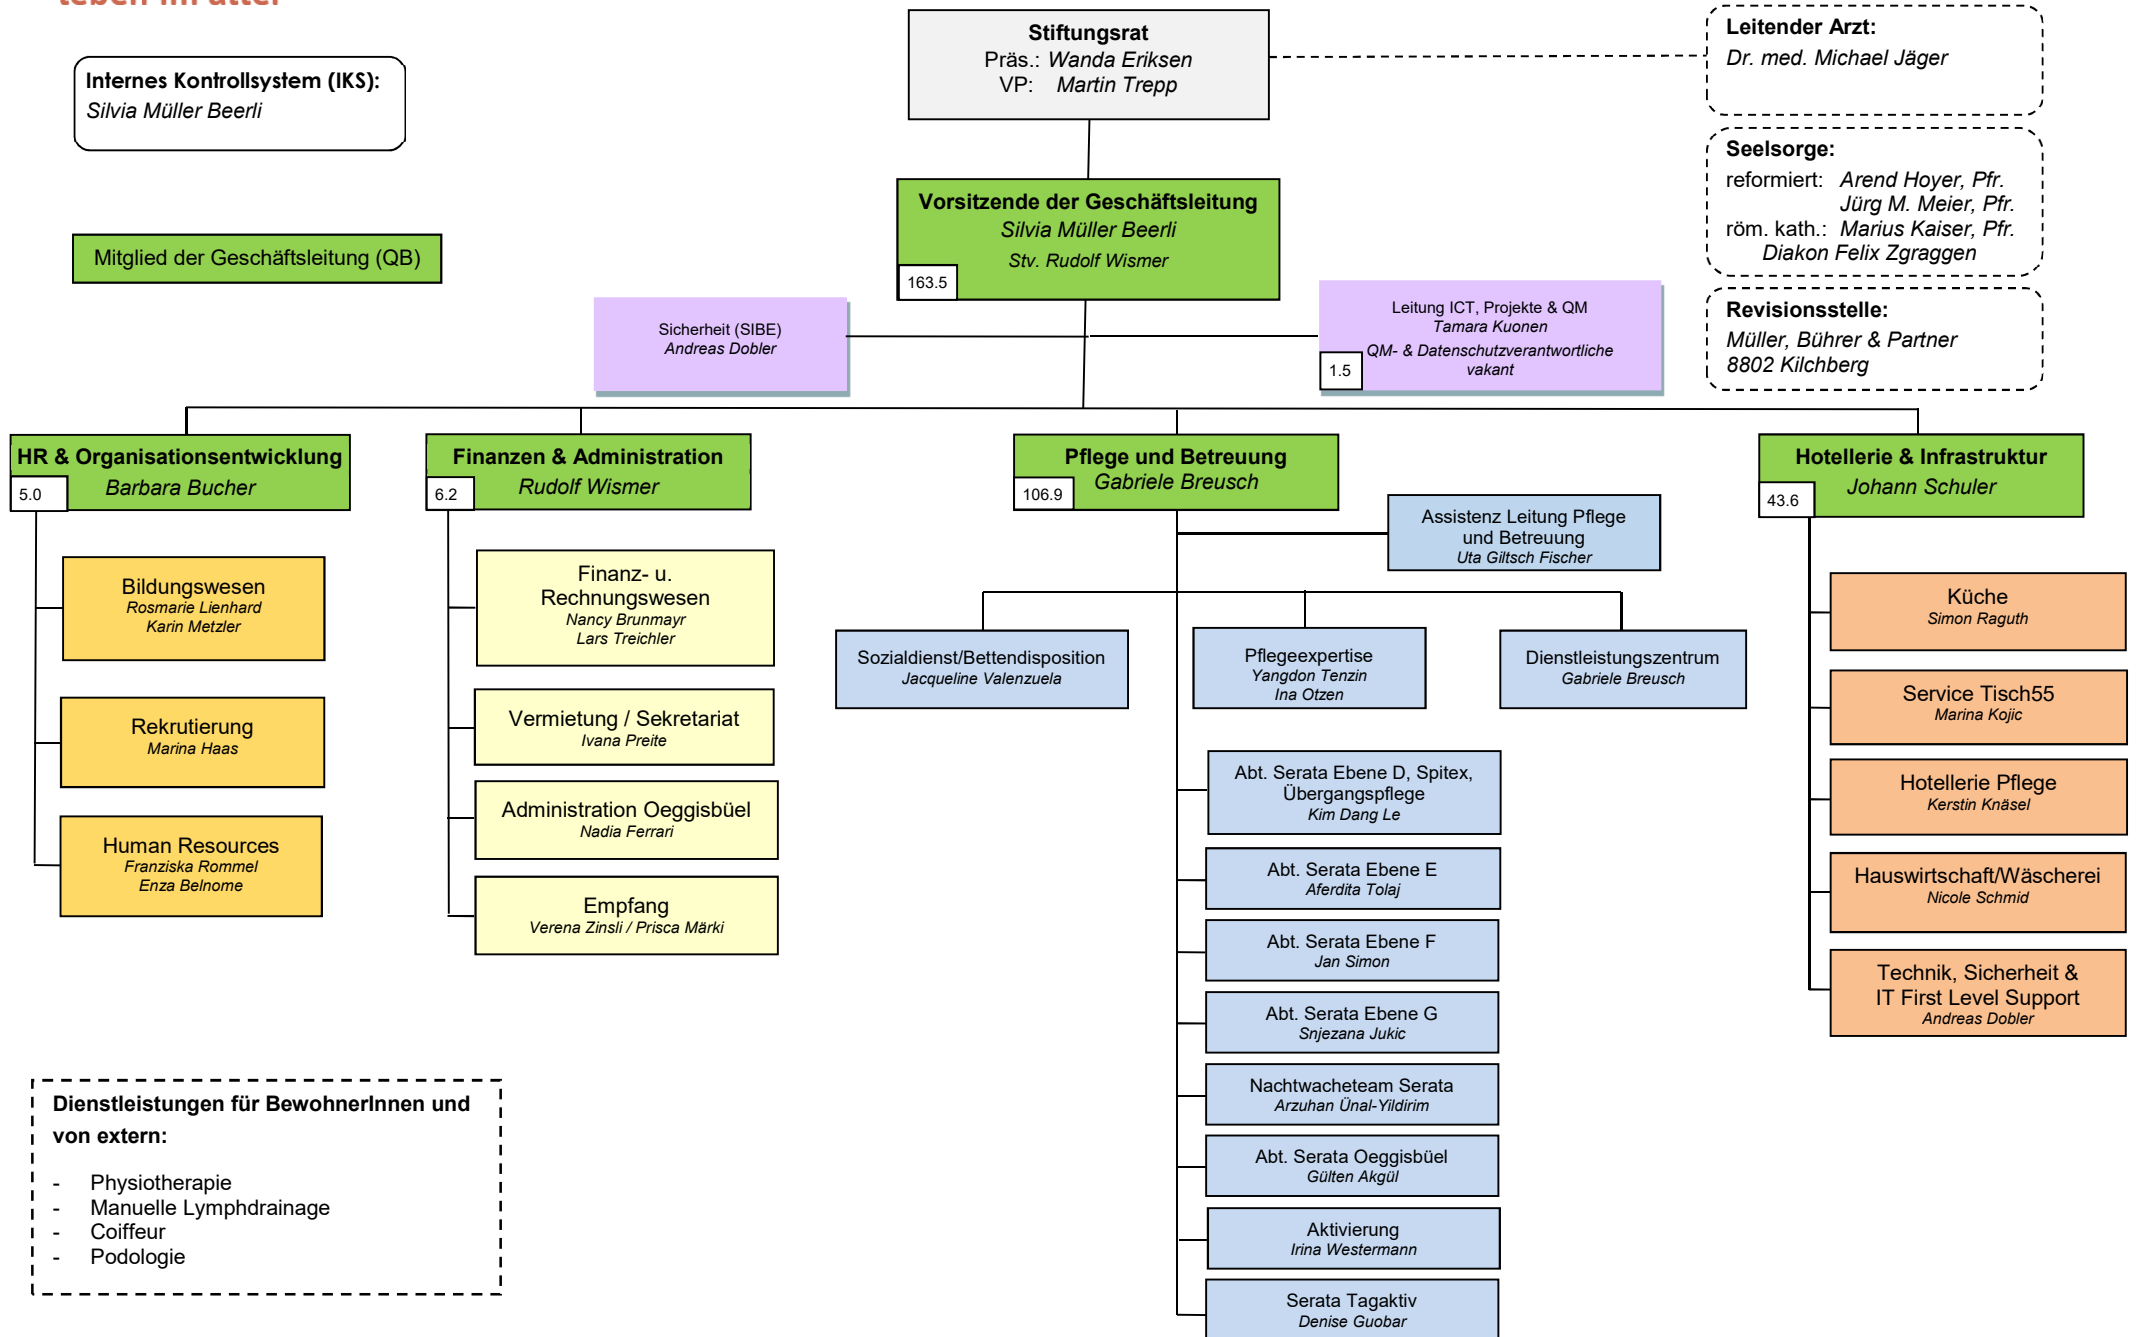 leben im alter
Stiftungsrat
Präs.: Wanda Eriksen
VP: Martin Trepp
Leitender Arzt:
Dr. med. Michael Jäger
Internes Kontrollsystem (IKS):
Silvia Müller Beerli
Seelsorge:
reformiert: Arend Hoyer, Pfr.
Jürg M. Meier, Pfr.
röm. kath.: Marius Kaiser, Pfr.
Diakon Felix Zgraggen
Vorsitzende der Geschäftsleitung
Silvia Müller Beerli
Stv. Rudolf Wismer
163.5
Mitglied der Geschäftsleitung (QB)
Sicherheit (SIBE)
Andreas Dobler
Leitung ICT, Projekte & QM
Tamara Kuonen
QM- & Datenschutzverantwortliche
vakant
1.5
Revisionsstelle:
Müller, Bührer & Partner
8802 Kilchberg
HR & Organisationsentwicklung
Barbara Bucher
5.0
Finanzen & Administration
Rudolf Wismer
6.2
Pflege und Betreuung
Gabriele Breusch
106.9
Hotellerie & Infrastruktur
Johann Schuler
43.6
Bildungswesen
Rosmarie Lienhard
Karin Metzler
Rekrutierung
Marina Haas
Human Resources
Franziska Rommel
Enza Belnome
Finanz- u.
Rechnungswesen
Nancy Brunmayr
Lars Treichler
Vermietung / Sekretariat
Ivana Preite
Administration Oeggisbüel
Nadia Ferrari
Empfang
Verena Zinsli / Prisca Märki
Assistenz Leitung Pflege
und Betreuung
Uta Giltsch Fischer
Sozialdienst/Bettendisposition
Jacqueline Valenzuela
Pflegeexpertise
Yangdon Tenzin
Ina Otzen
Dienstleistungszentrum
Gabriele Breusch
Abt. Serata Ebene D, Spitex,
Übergangspflege
Kim Dang Le
Abt. Serata Ebene E
Aferdita Tolaj
Abt. Serata Ebene F
Jan Simon
Abt. Serata Ebene G
Snjezana Jukic
Nachtwacheteam Serata
Arzuhan Ünal-Yildirim
Abt. Serata Oeggisbüel
Gülten Akgül
Aktivierung
Irina Westermann
Serata Tagaktiv
Denise Guobar
Küche
Simon Raguth
Service Tisch55
Marina Kojic
Hotellerie Pflege
Kerstin Knäsel
Hauswirtschaft/Wäscherei
Nicole Schmid
Technik, Sicherheit &
IT First Level Support
Andreas Dobler
Dienstleistungen für BewohnerInnen und
von extern:
- Physiotherapie
- Manuelle Lymphdrainage
- Coiffeur
- Podologie